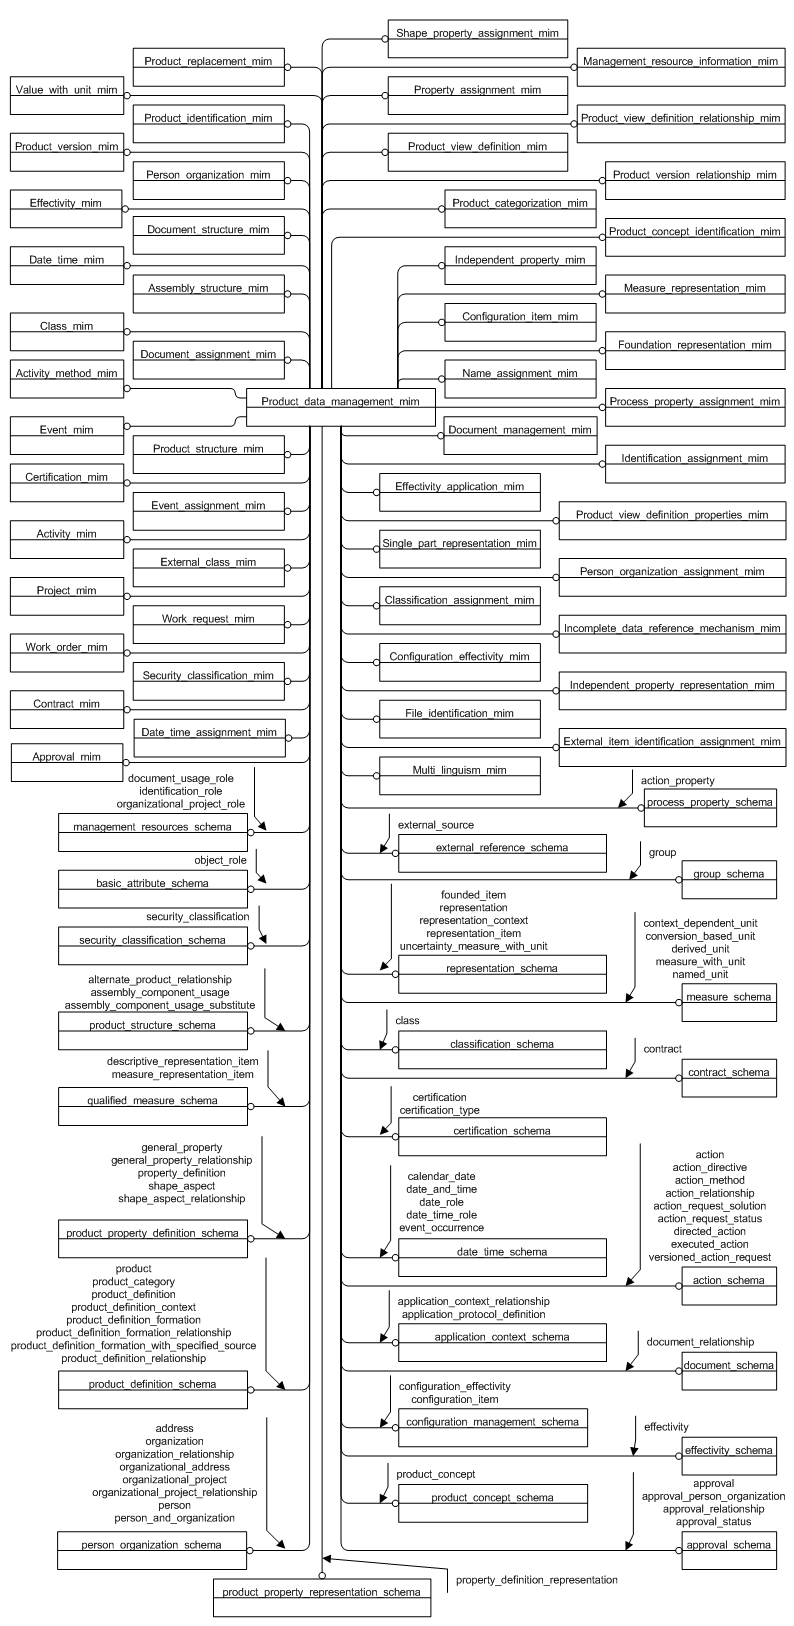 Shape_property_assignment_mim
Product_replacement_mim
Management_resource_information_mim
Value_with_unit_mim
Property_assignment_mim
Product_identification_mim
Product_view_definition_relationship_mim
Product_version_mim
Product_view_definition_mim
Person_organization_mim
Product_version_relationship_mim
Effectivity_mim
Product_categorization_mim
Document_structure_mim
Product_concept_identification_mim
Date_time_mim
Independent_property_mim
Assembly_structure_mim
Measure_representation_mim
Class_mim
Configuration_item_mim
Document_assignment_mim
Foundation_representation_mim
Activity_method_mim
Name_assignment_mim
Product_data_management_mim
Process_property_assignment_mim
Event_mim
Document_management_mim
Product_structure_mim
Identification_assignment_mim
Certification_mim
Effectivity_application_mim
Event_assignment_mim
Product_view_definition_properties_mim
Activity_mim
Single_part_representation_mim
External_class_mim
Person_organization_assignment_mim
Project_mim
Classification_assignment_mim
Work_request_mim
Incomplete_data_reference_mechanism_mim
Work_order_mim
Configuration_effectivity_mim
Security_classification_mim
Independent_property_representation_mim
Contract_mim
File_identification_mim
Date_time_assignment_mim
External_item_identification_assignment_mim
Approval_mim
Multi_linguism_mim
document_usage_role
identification_role
organizational_project_role
management_resources_schema
action_property
process_property_schema
external_source
external_reference_schema
object_role
basic_attribute_schema
group
group_schema
security_classification
security_classification_schema
founded_item
representation
representation_context
representation_item
uncertainty_measure_with_unit
representation_schema
context_dependent_unit
conversion_based_unit
derived_unit
measure_with_unit
named_unit
measure_schema
alternate_product_relationship
assembly_component_usage
assembly_component_usage_substitute
product_structure_schema
class
classification_schema
descriptive_representation_item
measure_representation_item
qualified_measure_schema
contract
contract_schema
certification
certification_type
certification_schema
general_property
general_property_relationship
property_definition
shape_aspect
shape_aspect_relationship
product_property_definition_schema
calendar_date
date_and_time
date_role
date_time_role
event_occurrence
date_time_schema
action
action_directive
action_method
action_relationship
action_request_solution
action_request_status
directed_action
executed_action
versioned_action_request
action_schema
product
product_category
product_definition
product_definition_context
product_definition_formation
product_definition_formation_relationship
product_definition_formation_with_specified_source
product_definition_relationship
product_definition_schema
application_context_relationship
application_protocol_definition
application_context_schema
document_relationship
document_schema
configuration_effectivity
configuration_item
configuration_management_schema
effectivity
effectivity_schema
address
organization
organization_relationship
organizational_address
organizational_project
organizational_project_relationship
person
person_and_organization
person_organization_schema
product_concept
product_concept_schema
approval
approval_person_organization
approval_relationship
approval_status
approval_schema
property_definition_representation
product_property_representation_schema